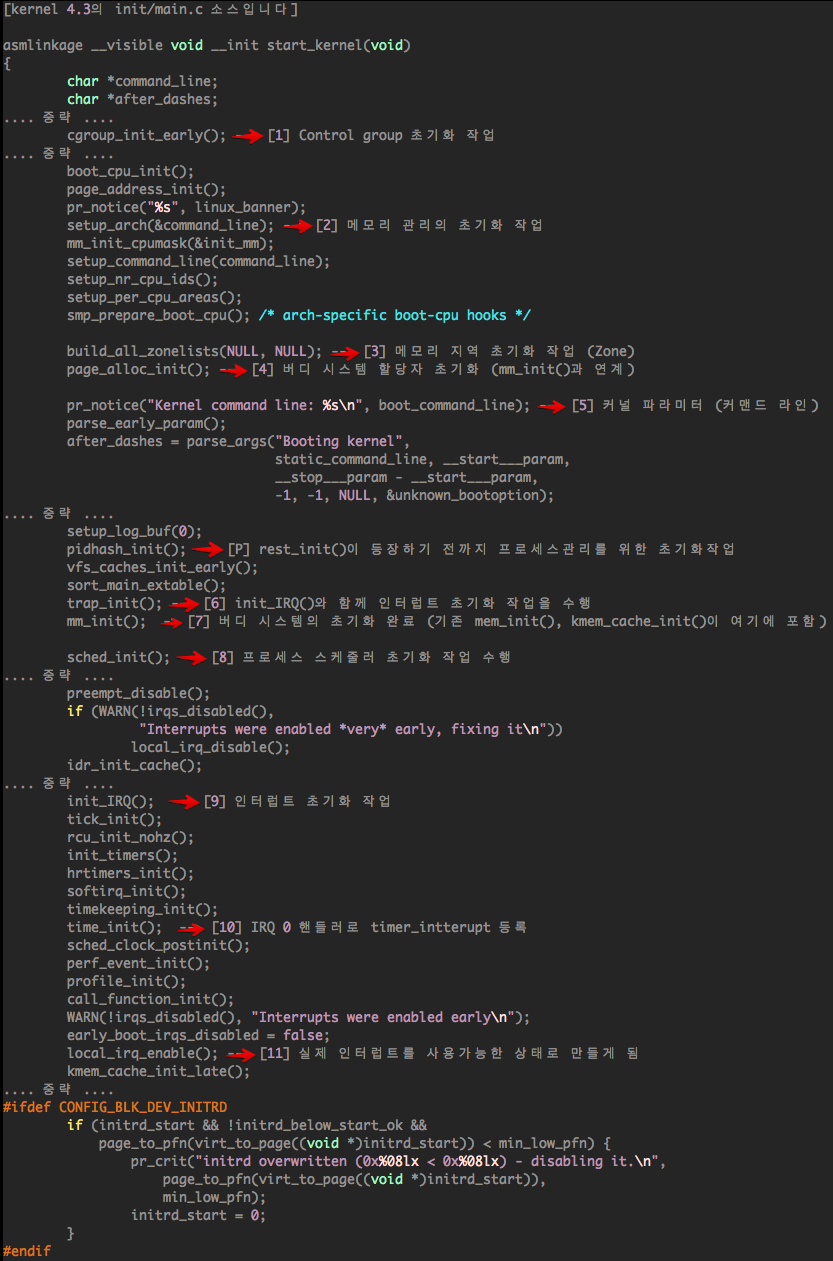 [kernel 4.3의 init/main.c 소스입니다]
asmlinkage __visible void __init start_kernel(void)
{
char *command_line;
char *after_dashes;
.... 중략 ....
cgroup_init_early(); --> [1] Control group 초기화 작업
.... 중략 ....
boot_cpu_init();
page_address_init();
pr_notice("%s", linux_banner);
setup_arch(&command_line); --> [2] 메모리 관리의 초기화 작업
mm_init_cpumask(&init_mm);
setup_command_line(command_line);
setup_nr_cpu_ids();
setup_per_cpu_areas();
smp_prepare_boot_cpu(); /* arch-specific boot-cpu hooks */
build_all_zonelists(NULL, NULL); --> [3] 메모리 지역 초기화 작업 (Zone)
page_alloc_init(); --> [4] 버디 시스템 할당자 초기화 (mm_init()과 연계)
pr_notice("Kernel command line: %s\n", boot_command_line); --> [5] 커널 파라미터 (커맨드 라인)
parse_early_param();
after_dashes = parse_args("Booting kernel",
static_command_line, __start___param,
__stop___param - __start___param,
-1, -1, NULL, &unknown_bootoption);
.... 중략 ....
setup_log_buf(0);
pidhash_init(); --> [P] rest_init()이 등장하기 전까지 프로세스관리를 위한 초기화작업
vfs_caches_init_early();
sort_main_extable();
trap_init(); --> [6] init_IRQ()와 함께 인터럽트 초기화 작업을 수행
mm_init(); --> [7] 버디 시스템의 초기화 완료 (기존 mem_init(), kmem_cache_init()이 여기에 포함)
sched_init(); --> [8] 프로세스 스케줄러 초기화 작업 수행
.... 중략 ....
preempt_disable();
if (WARN(!irqs_disabled(),
"Interrupts were enabled *very* early, fixing it\n"))
local_irq_disable();
idr_init_cache();
.... 중략 ....
init_IRQ(); --> [9] 인터럽트 초기화 작업
tick_init();
rcu_init_nohz();
init_timers();
hrtimers_init();
softirq_init();
timekeeping_init();
time_init(); --> [10] IRQ 0 핸들러로 timer_intterupt 등록
sched_clock_postinit();
perf_event_init();
profile_init();
call_function_init();
WARN(!irqs_disabled(), "Interrupts were enabled early\n");
early_boot_irqs_disabled = false;
local_irq_enable(); --> [11] 실제 인터럽트를 사용가능한 상태로 만들게 됨
kmem_cache_init_late();
.... 중략 ....
#ifdef CONFIG_BLK_DEV_INITRD
if (initrd_start && !initrd_below_start_ok &&
page_to_pfn(virt_to_page((void *)initrd_start)) < min_low_pfn) {
pr_crit("initrd overwritten (0x%08lx < 0x%08lx) - disabling it.\n",
page_to_pfn(virt_to_page((void *)initrd_start)),
min_low_pfn);
initrd_start = 0;
}
#endif